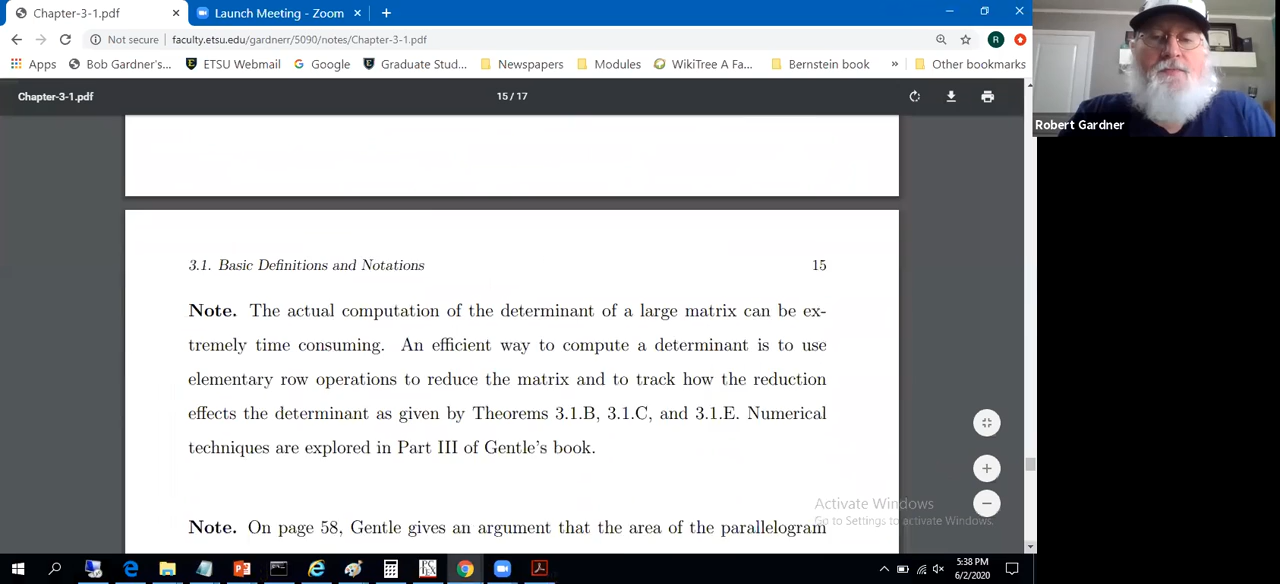 Chapter-3-1.pdf
Launch Meeting - Zoom
Not secure
faculty.etsu.edu/gardnerr/5090/notes/Chapter-3-1.pdf
R
Apps
Bob Gardner's...
ETSU Webmail
Google
Graduate Stud...
Newspapers
Modules
WikiTree A Fa...
Bernstein book
»
Other bookmarks
Chapter-3-1.pdf
15 / 17
Robert Gardner
3.1. Basic Definitions and Notations
15
Note. The actual computation of the determinant of a large matrix can be ex-
tremely time consuming. An efficient way to compute a determinant is to use
elementary row operations to reduce the matrix and to track how the reduction
effects the determinant as given by Theorems 3.1.B, 3.1.C, and 3.1.E. Numerical
techniques are explored in Part III of Gentle's book.
Activate Windows
Go to Settings to activate Windows.
Note. On page 58, Gentle gives an argument that the area of the parallelogram
5:38 PM
6/2/2020